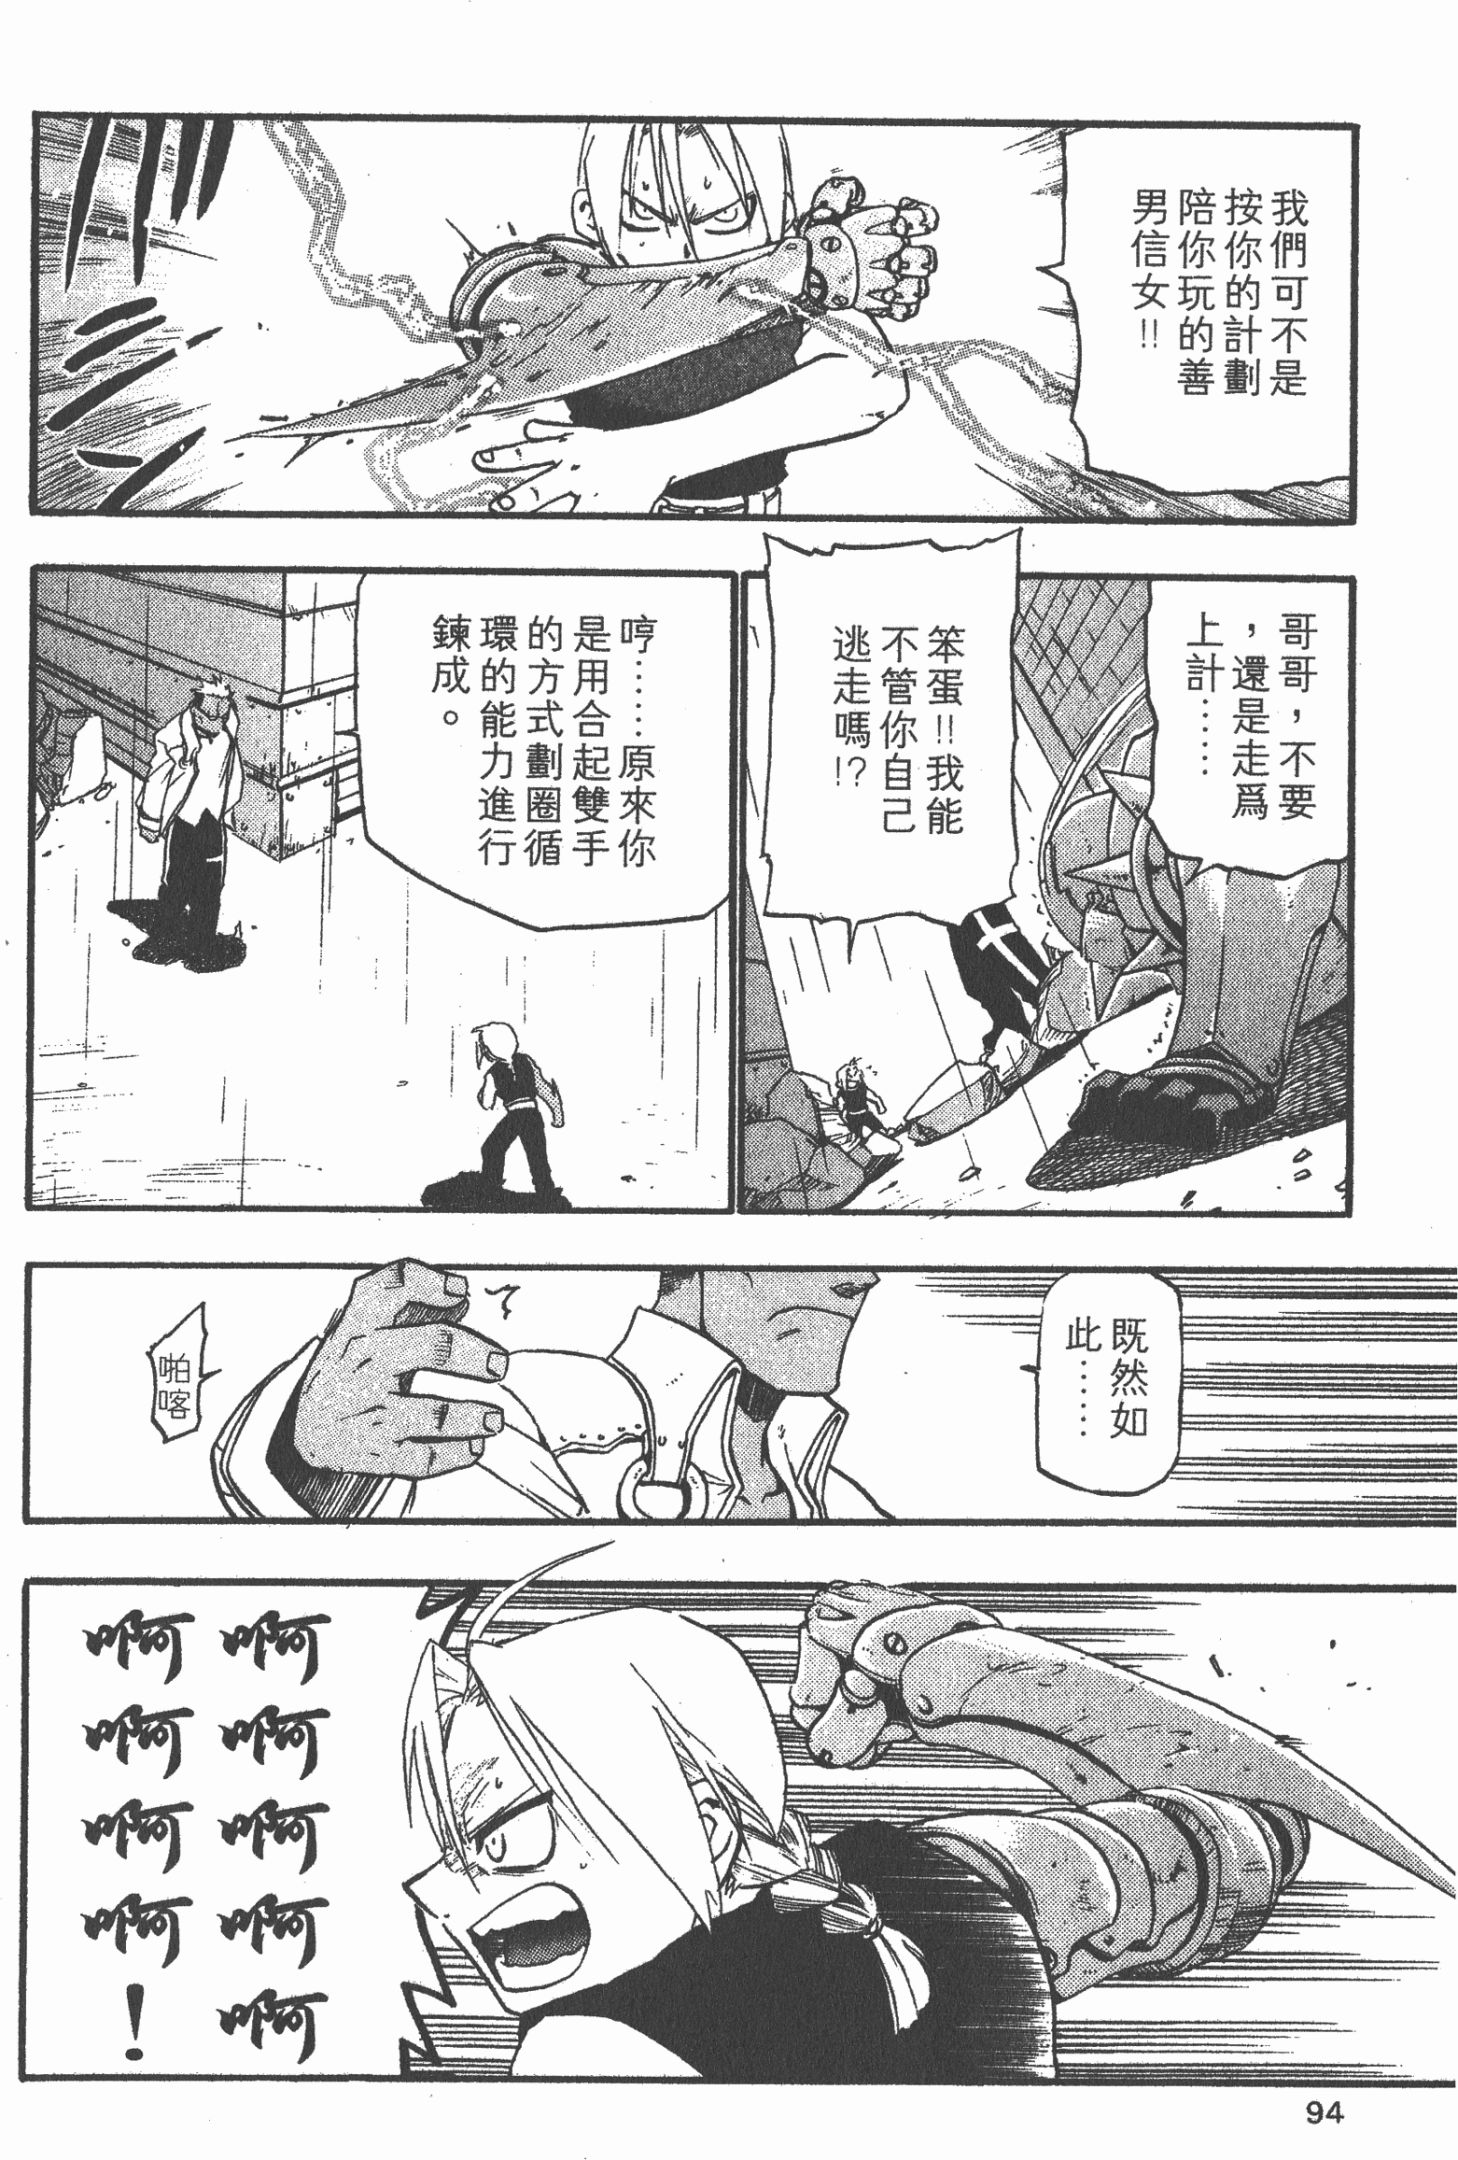 我們可不是
按你的計劃
陪你玩的善
男信女!!
哥哥，不要
，還是走爲
上計……
笨蛋!!我能
不管你自己
逃走嗎!?
哼……原來你
是用合起雙手
的方式劃圈循
環的能力進行
鍊成。
既然如
此……
啪喀
啊啊啊啊啊
啊啊啊啊！
94